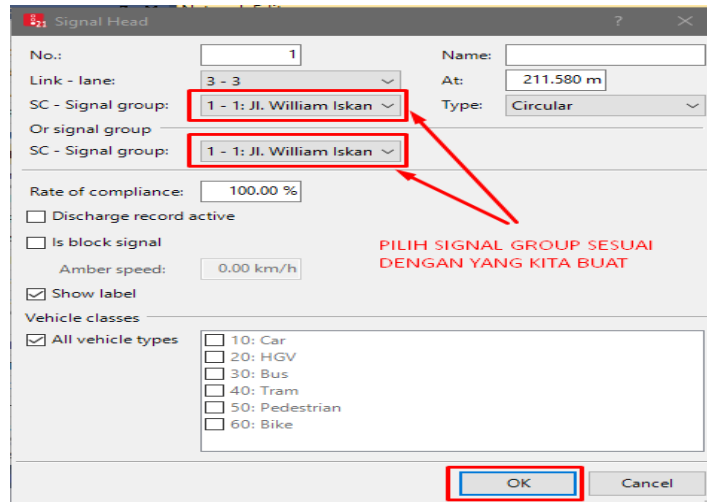 21 Signal Head ? ×
No.: 1 Name:
Link - lane: 3 - 3 At: 211.580 m
SC - Signal group: 1 - 1: Jl. William Iskan Type: Circular
Or signal group
SC - Signal group: 1 - 1: Jl. William Iskan
Rate of compliance: 100.00 %
Discharge record active
Is block signal
PILIH SIGNAL GROUP SESUAI
DENGAN YANG KITA BUAT
Amber speed: 0.00 km/h
Show label
Vehicle classes
All vehicle types
10: Car
20: HGV
30: Bus
40: Tram
50: Pedestrian
60: Bike
OK Cancel